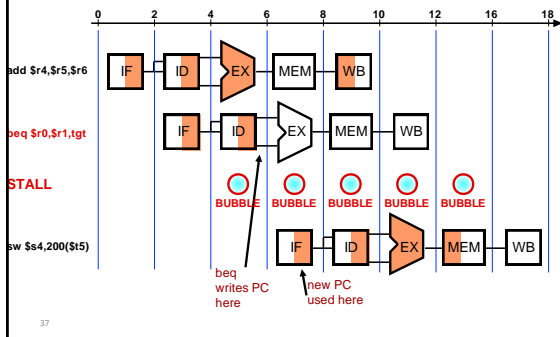 0 2 4 6 8 10 12 14 16 18
add $r4,$r5,$r6 IF ID EX MEM WB
beq $r0,$r1,tgt IF ID EX MEM WB
STALL
BUBBLE BUBBLE BUBBLE BUBBLE BUBBLE
sw $s4,200($t5) IF ID EX MEM WB
beq
writes PC
here
new PC
used here
37